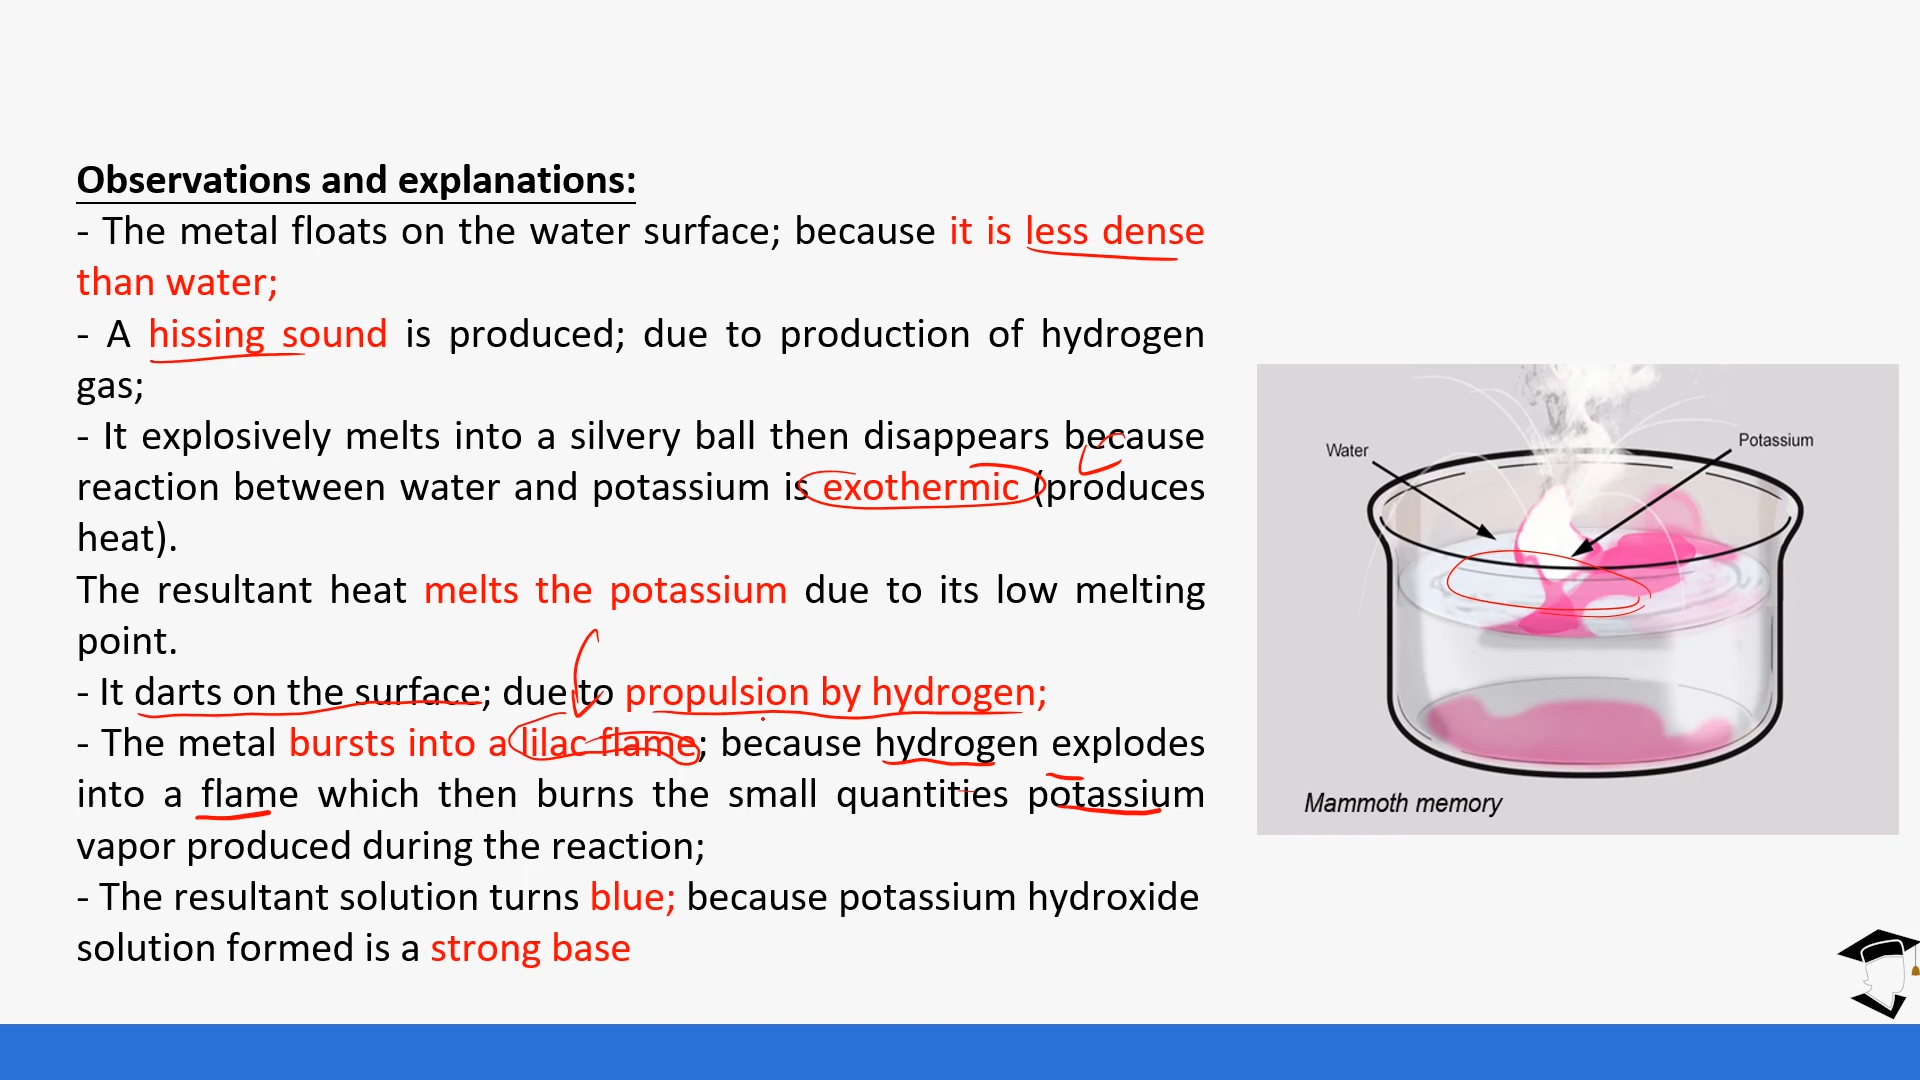 Observations and explanations:
- The metal floats on the water surface; because it is less dense
than water;
- A hissing sound is produced; due to production of hydrogen
gas;
- It explosively melts into a silvery ball then disappears because
reaction between water and potassium is exothermic (produces
heat).
The resultant heat melts the potassium due to its low melting
point.
- It darts on the surface; due to propulsion by hydrogen;
- The metal bursts into a lilac flame; because hydrogen explodes
into a flame which then burns the small quantities potassium
vapor produced during the reaction;
- The resultant solution turns blue; because potassium hydroxide
solution formed is a strong base
Water
Potassium
Mammoth memory